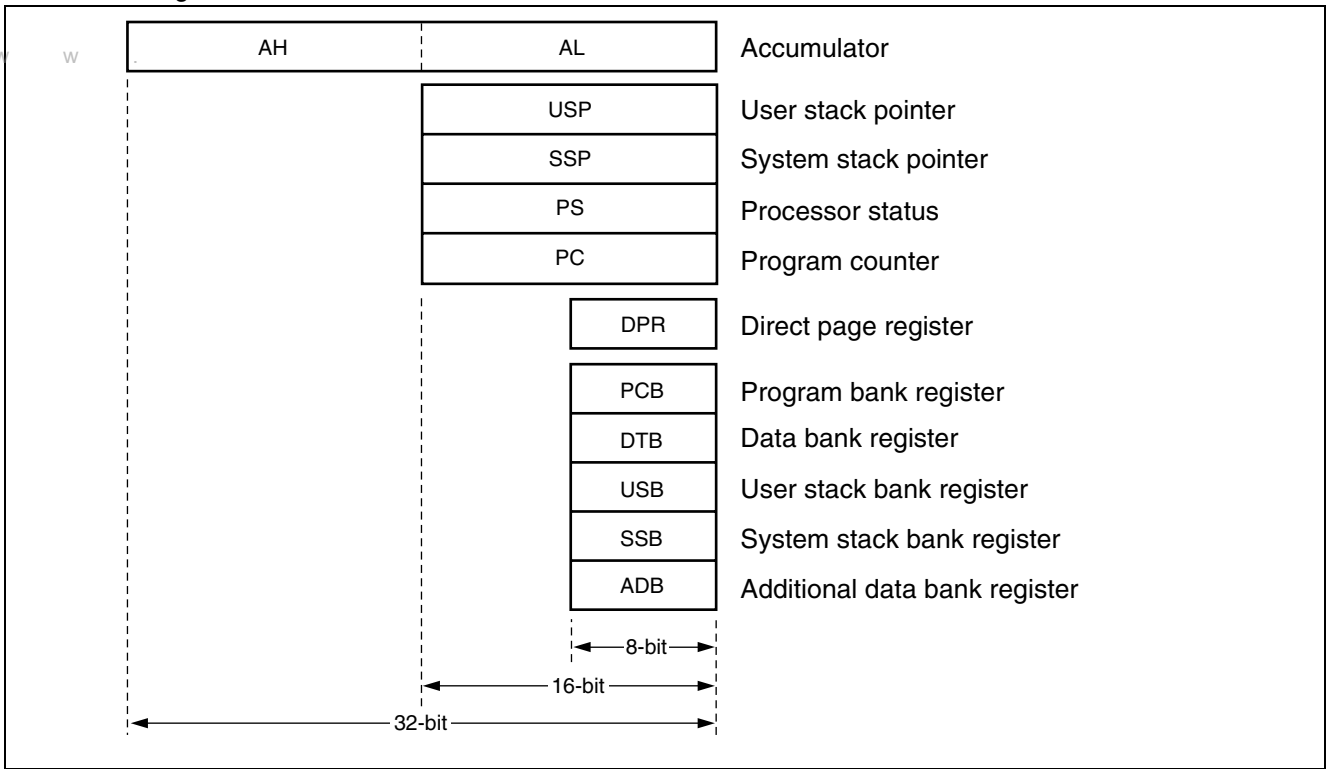 w w .
AH AL Accumulator
USP User stack pointer
SSP System stack pointer
PS Processor status
PC Program counter
DPR Direct page register
PCB Program bank register
DTB Data bank register
USB User stack bank register
SSB System stack bank register
ADB Additional data bank register
8-bit
16-bit
32-bit